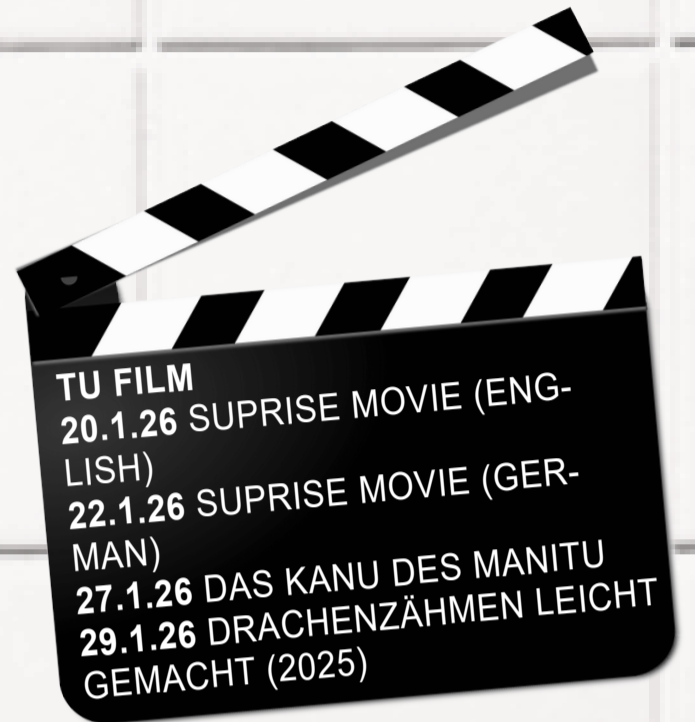 TU FILM
20.1.26 SUPRISE MOVIE (ENG-
LISH)
22.1.26 SUPRISE MOVIE (GER-
MAN)
27.1.26 DAS KANU DES MANITU
29.1.26 DRACHENZÄHMEN LEICHT
GEMACHT (2025)